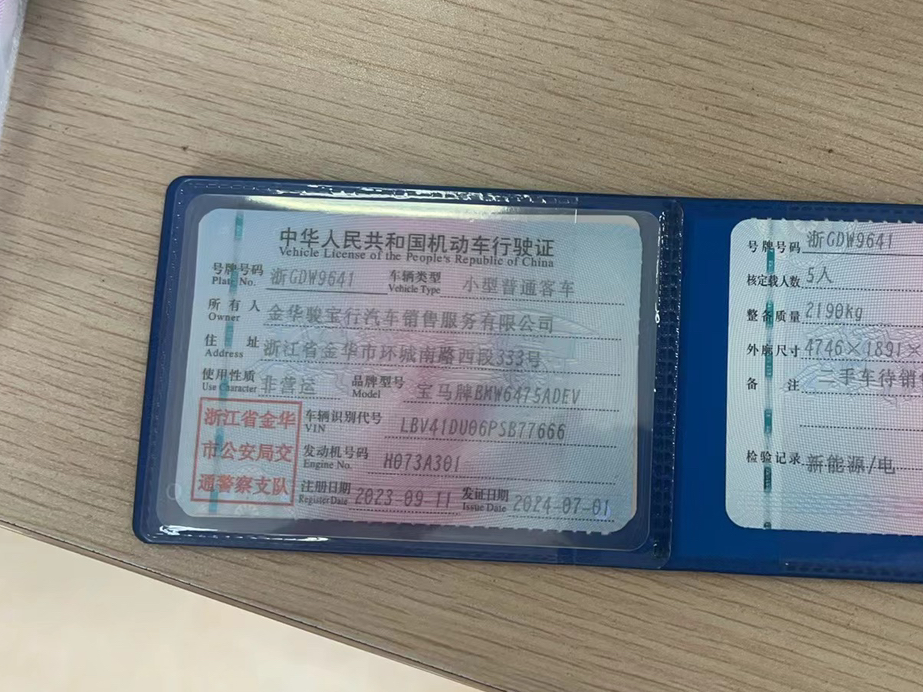 中华人民共和国机动车行驶证
Vehicle License of the People's Republic of China
号牌号码 浙GDW9641 车辆类型 小型普通客车
Plate No. Vehicle Type
所有人 金华骏宝行汽车销售服务有限公司
Owner
住址 浙江省金华市环城南路西段333号
Address
使用性质 非营运 品牌型号 宝马牌BMW6475ADEV
Use Character Model
浙江省金华
市公安局交
通警察支队
车辆识别代号 LBV41DU06PSB77666
VIN
发动机号码 H073A301
Engine No.
注册日期 2023-09-11 发证日期 2024-07-01
Register Date Issue Date
号牌号码 浙GDW9641
核定载人数 5人
整备质量 2190kg
外廓尺寸 4746×1891×
备注 二手车待销
检验记录 新能源/电